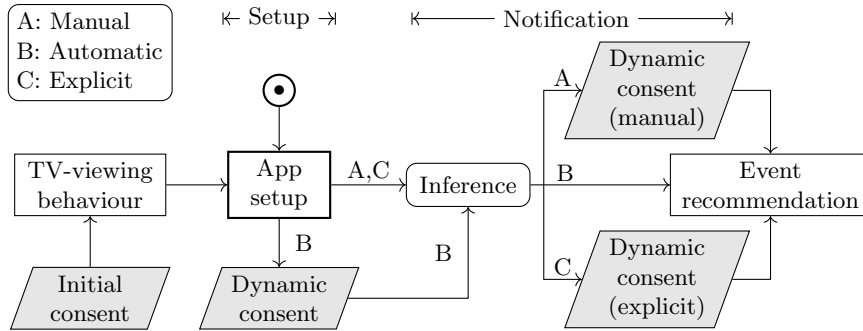 A: Manual
B: Automatic
C: Explicit
Setup
Notification
Dynamic
consent
(manual)
A
TV-viewing
behaviour
App
setup
A,C
Inference
B
Event
recommendation
B
B
C
Initial
consent
Dynamic
consent
Dynamic
consent
(explicit)